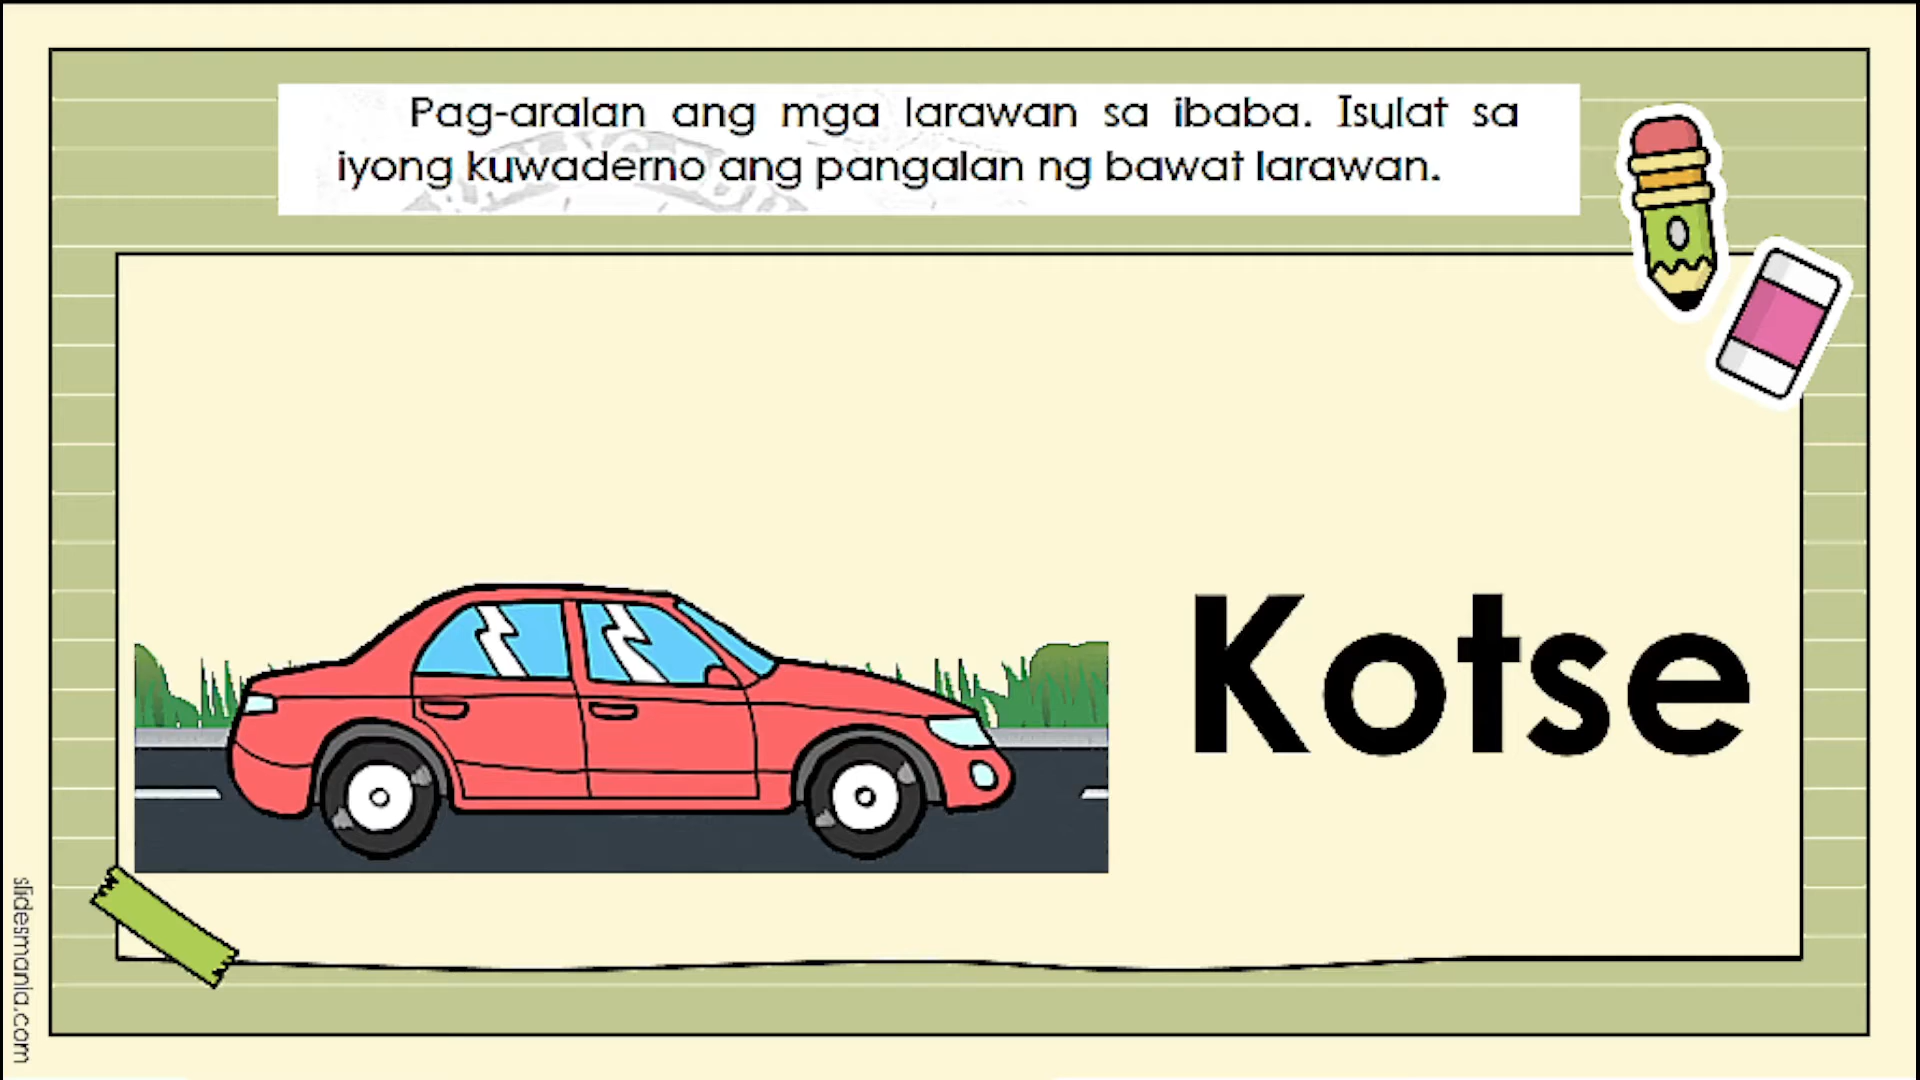 Pag-aralan ang mga larawan sa ibaba. Isulat sa
iyong kuwaderno ang pangalan ng bawat larawan.
Kotse
slidesmania.com